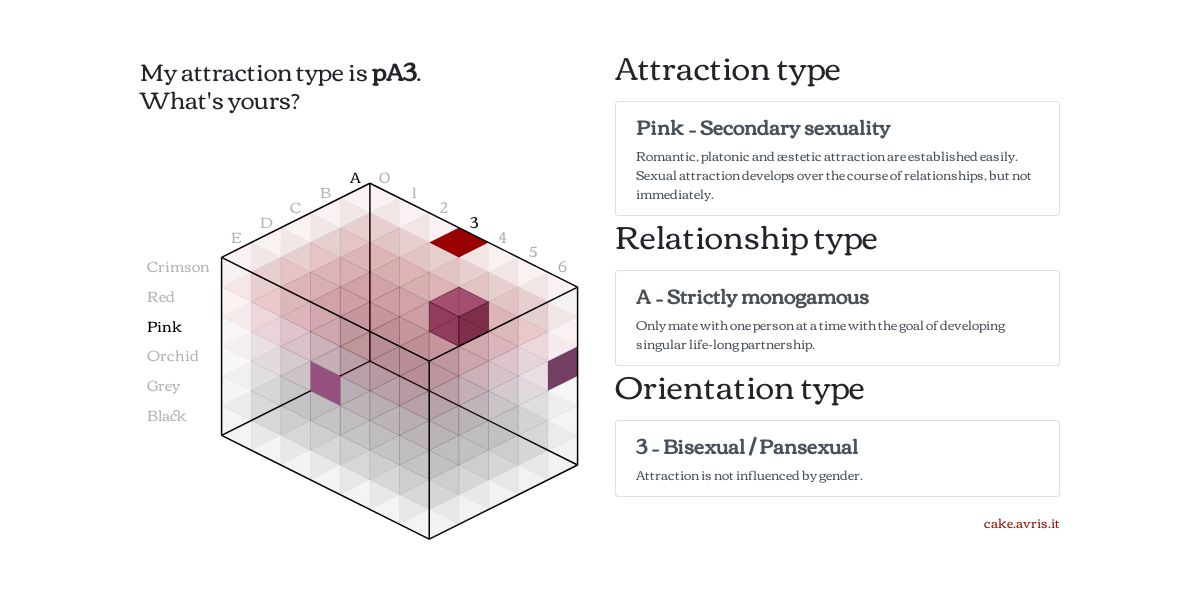 My attraction type is pA3.
What's yours?
A O
B 1
C 2
D 3
E 4
5
6
Crimson
Red
Pink
Orchid
Grey
Black
Attraction type
Pink - Secondary sexuality
Romantic, platonic and æstetic attraction are established easily.
Sexual attraction develops over the course of relationships, but not
immediately.
Relationship type
A - Strictly monogamous
Only mate with one person at a time with the goal of developing
singular life-long partnership.
Orientation type
3 - Bisexual / Pansexual
Attraction is not influenced by gender.
cake.avris.it